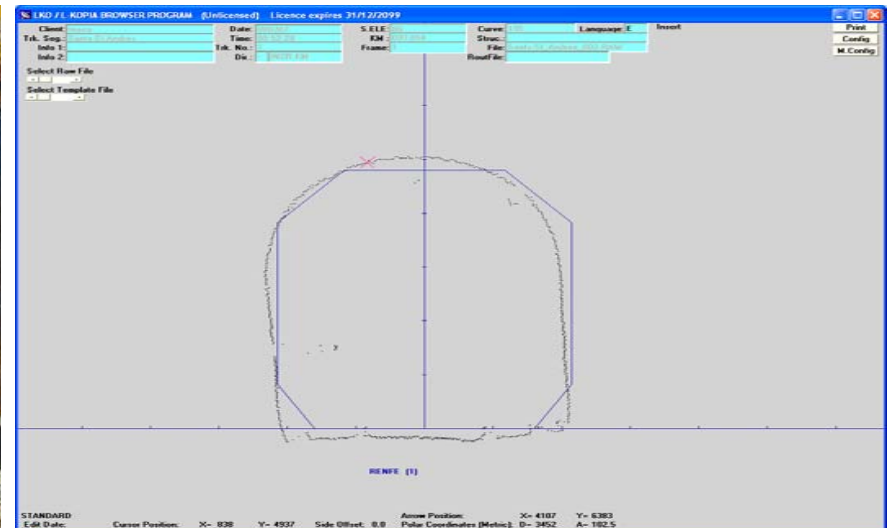 LKO / L-KOPIA BROWSER PROGRAM (Unlicensed) Licence expires 31/12/2099
Client: Date: S.ELE: Curve: Language E Insert Print
Trk. Seg.: Time: KM : Struc.: Config
Info 1: Trk. No.: Frame: File: M.Config
Info 2: Dir.: RoutFile:
Select Raw File
Select Template File
RENFE (1)
STANDARD Arrow Position: X- 4107 Y- 6383
Edit Date: Cursor Position: X- 838 Y- 4937 Side Offset: 0.0 Polar Coordinates (Metric): D- 3452 A- 102.5